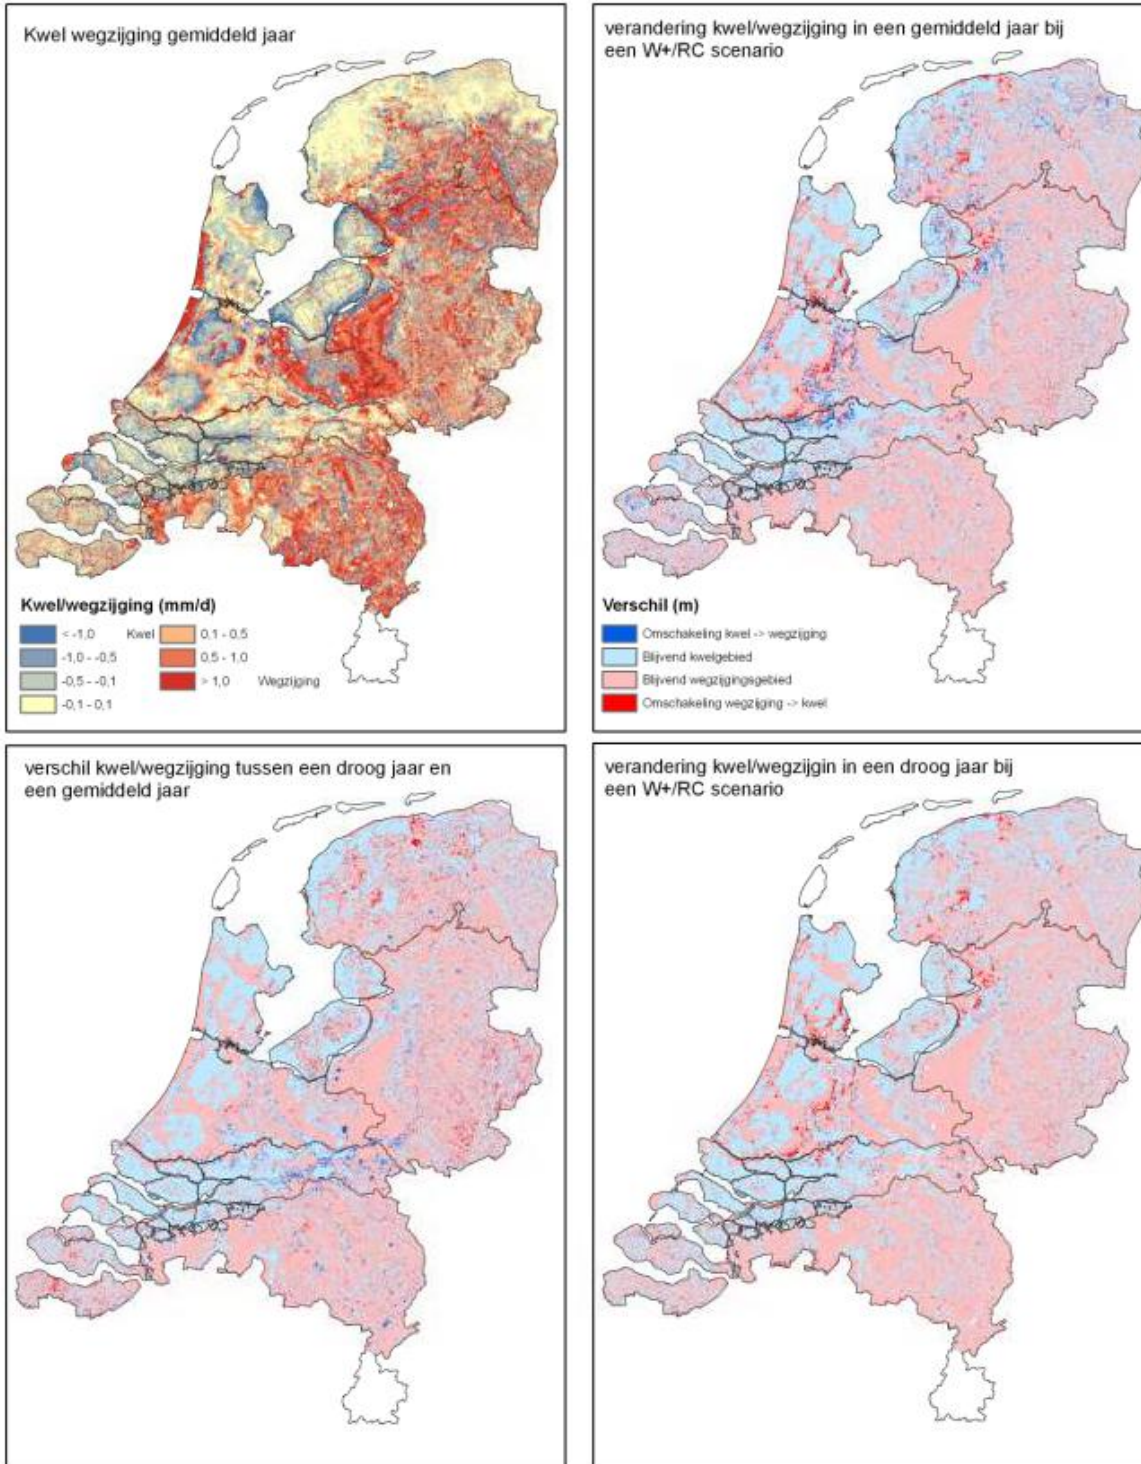 Kwel wegzijging gemiddeld jaar
Kwel/wegzijging (mm/d)
< -1,0 Kwel
-1,0 - -0,5
-0,5 - -0,1
-0,1 - 0,1
0,1 - 0,5
0,5 - 1,0
> 1,0 Wegzijging
verandering kwel/wegzijging in een gemiddeld jaar bij
een W+/RC scenario
Verschil (m)
Omschakeling kwel -> wegzijging
Blijvend kwelgebied
Blijvend wegzijgingsgebied
Omschakeling wegzijging -> kwel
verschil kwel/wegzijging tussen een droog jaar en
een gemiddeld jaar
verandering kwel/wegzijgin in een droog jaar bij
een W+/RC scenario